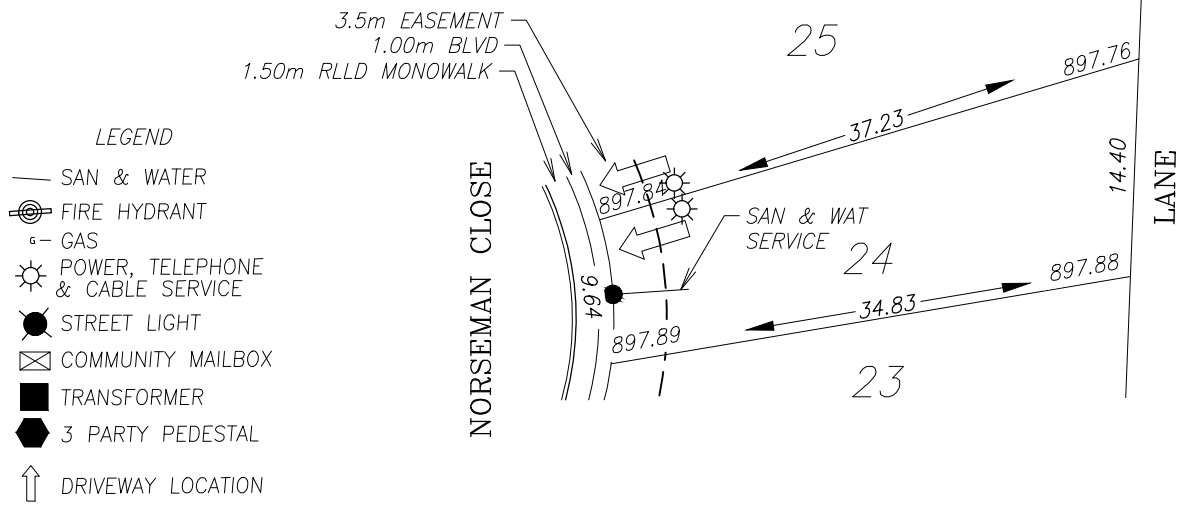 3.5m EASEMENT
1.00m BLVD
1.50m RLLD MONOWALK
25
897.76
37.23
14.40
LANE
LEGEND
SAN & WATER
FIRE HYDRANT
G GAS
POWER, TELEPHONE
& CABLE SERVICE
STREET LIGHT
COMMUNITY MAILBOX
TRANSFORMER
3 PARTY PEDESTAL
DRIVEWAY LOCATION
NORSEMAN CLOSE
897.84
SAN & WAT
SERVICE
24
897.88
9.64
34.83
897.89
23